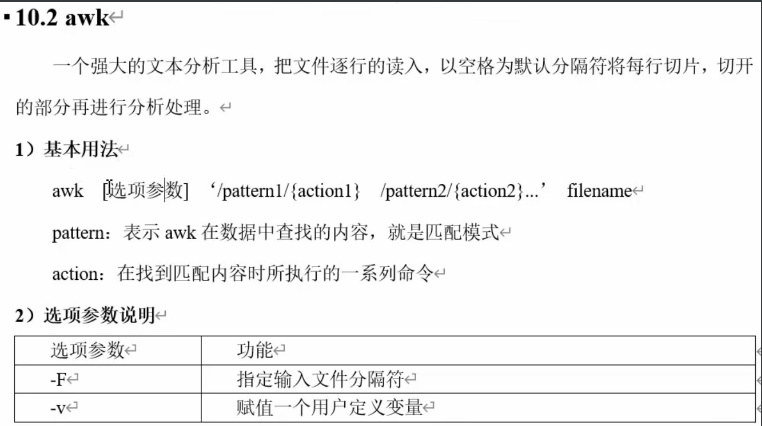 10.2 awk
一个强大的文本分析工具，把文件逐行的读入，以空格为默认分隔符将每行切片，切开
的部分再进行分析处理。
1）基本用法
awk [选项参数] ‘/pattern1/{action1} /pattern2/{action2}...’ filename
pattern：表示 awk 在数据中查找的内容，就是匹配模式
action：在找到匹配内容时所执行的一系列命令
2）选项参数说明
选项参数 功能
-F 指定输入文件分隔符
-v 赋值一个用户定义变量